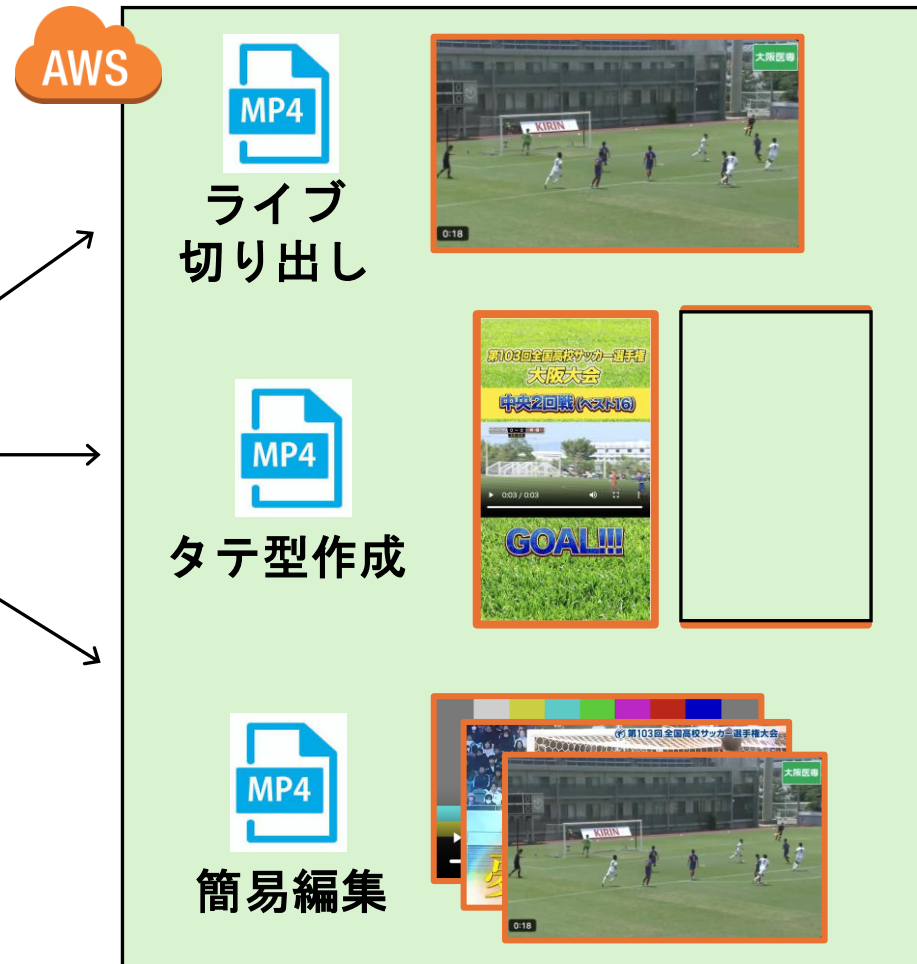 AWS
MP4
ライブ
切り出し
大阪医専
KIRIN
0:18
MP4
タテ型作成
第103回全国高校サッカー選手権
大阪大会
中央2回戦(ベスト16)
0:03 / 0:03
GOAL!!!
MP4
簡易編集
第103回 全国高校サッカー選手権大会
大阪医専
KIRIN
0:18